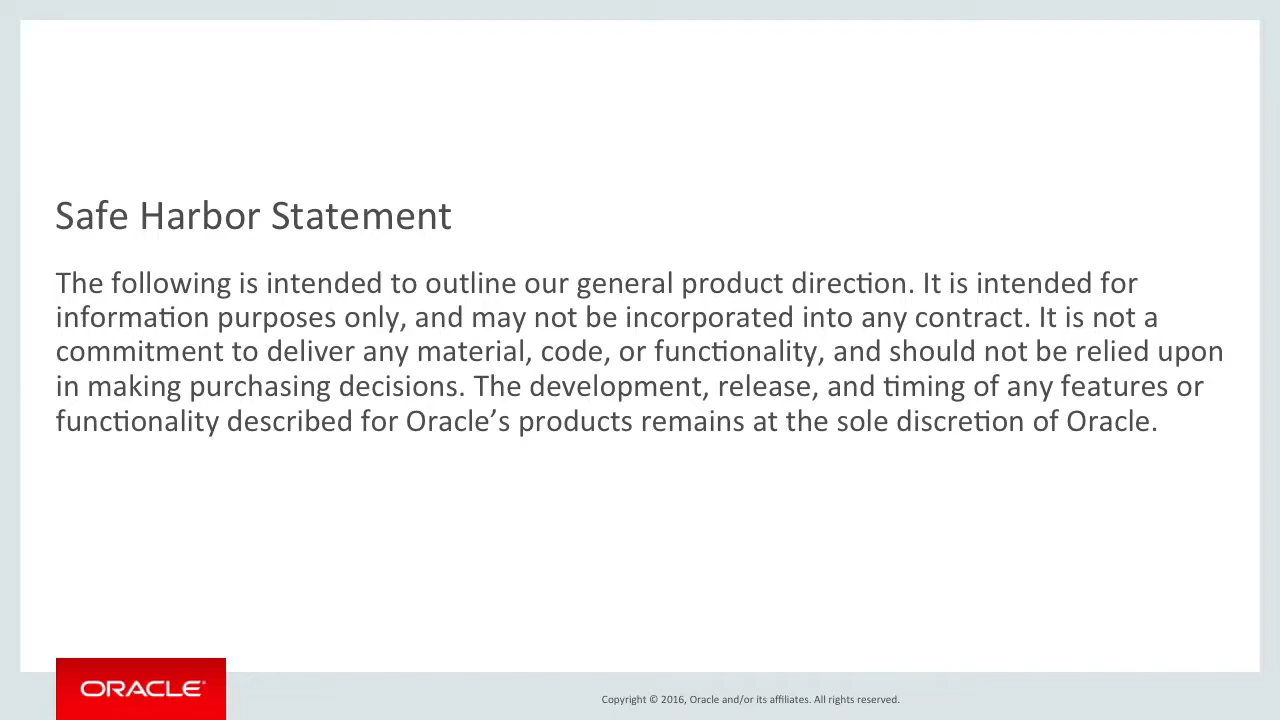 Safe Harbor Statement
The following is intended to outline our general product direction. It is intended for
information purposes only, and may not be incorporated into any contract. It is not a
commitment to deliver any material, code, or functionality, and should not be relied upon
in making purchasing decisions. The development, release, and timing of any features or
functionality described for Oracle’s products remains at the sole discretion of Oracle.
ORACLE®
Copyright © 2016, Oracle and/or its affiliates. All rights reserved.